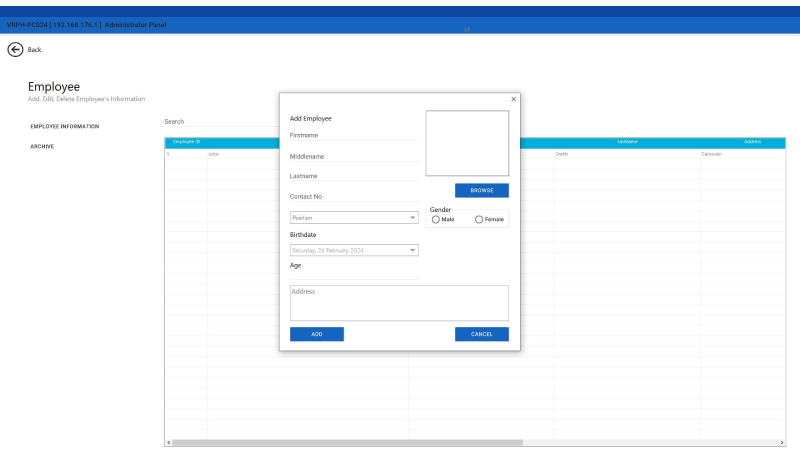 VRPH-PC024 | 192.168.176.1 | Administrator Panel
Back
Employee
Add, Edit, Delete Employee's Information
EMPLOYEE INFORMATION
ARCHIVE
Search
Employee ID Lastname Address
1 John Smith Caloocan
Add Employee
Firstname
Middlename
Lastname
Contact No
Position
Birthdate
Saturday, 24 February 2024
Age
Address
BROWSE
Gender
Male Female
ADD CANCEL